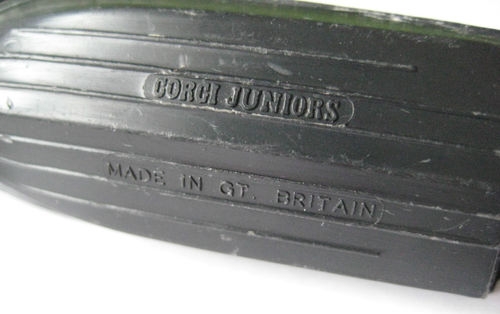 CORGI JUNIORS
MADE IN GT. BRITAIN